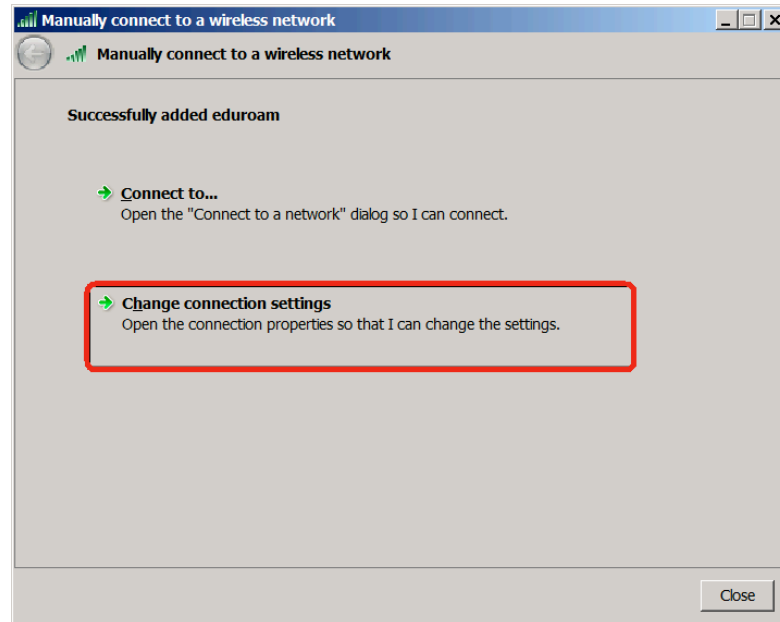 Manually connect to a wireless network
Manually connect to a wireless network
Successfully added eduroam
Connect to...
Open the "Connect to a network" dialog so I can connect.
Change connection settings
Open the connection properties so that I can change the settings.
Close